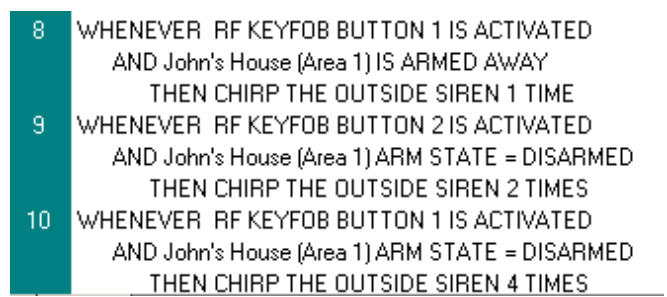 8 WHENEVER RF KEYFOB BUTTON 1 IS ACTIVATED
AND John's House (Area 1) IS ARMED AWAY
THEN CHIRP THE OUTSIDE SIREN 1 TIME
9 WHENEVER RF KEYFOB BUTTON 2 IS ACTIVATED
AND John's House (Area 1) ARM STATE = DISARMED
THEN CHIRP THE OUTSIDE SIREN 2 TIMES
10 WHENEVER RF KEYFOB BUTTON 1 IS ACTIVATED
AND John's House (Area 1) ARM STATE = DISARMED
THEN CHIRP THE OUTSIDE SIREN 4 TIMES